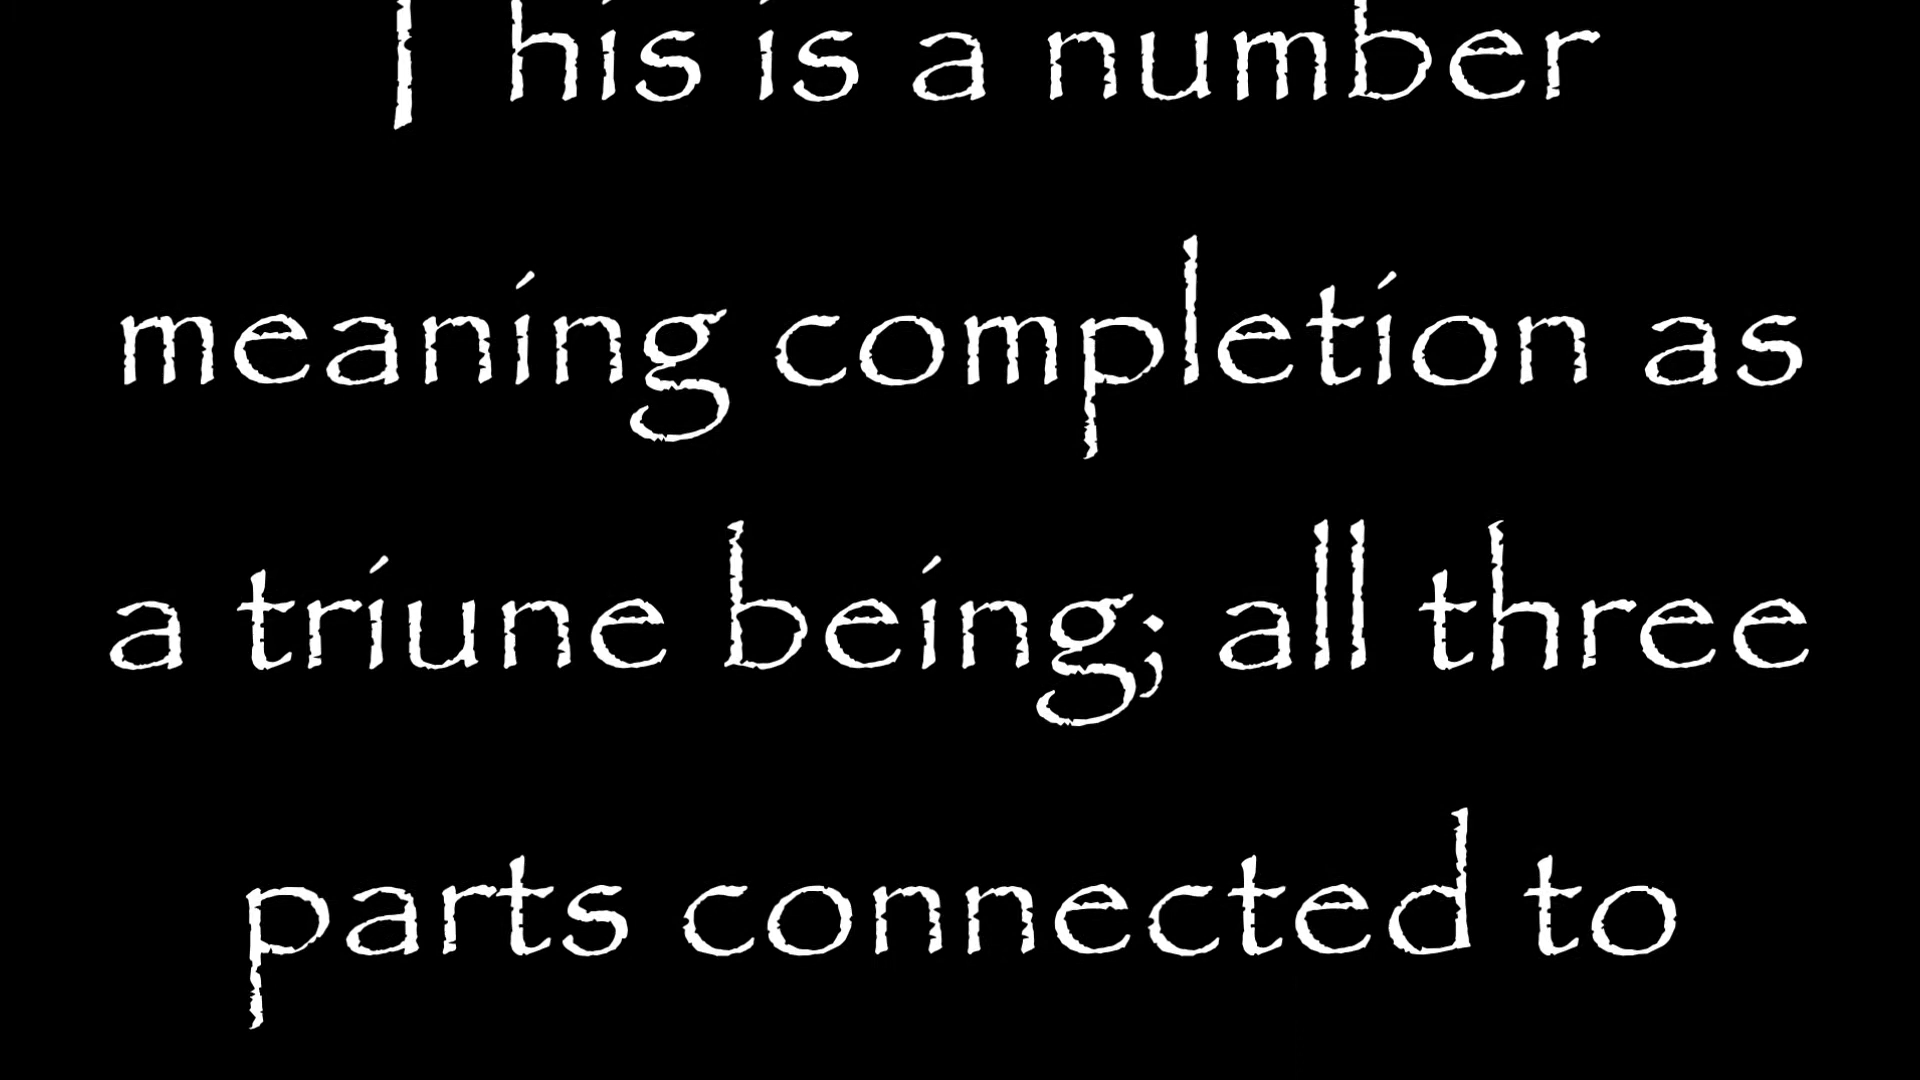 This is a number
meaning completion as
a triune being; all three
parts connected to